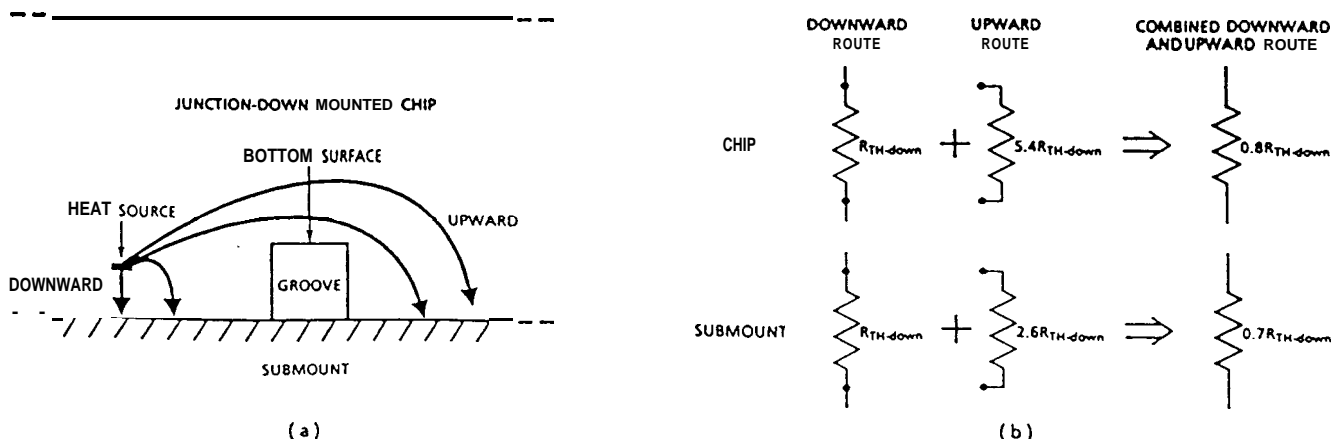 JUNCTION-DOWN MOUNTED CHIP
BOTTOM SURFACE
HEAT SOURCE
UPWARD
DOWNWARD
GROOVE
SUBMOUNT
(a)
DOWNWARD
ROUTE
UPWARD
ROUTE
COMBINED DOWNWARD
AND UPWARD ROUTE
CHIP
RTH-down
+
5.4RTH-down
⇒
0.8RTH-down
SUBMOUNT
RTH-down
+
2.6RTH-down
⇒
0.7RTH-down
(b)